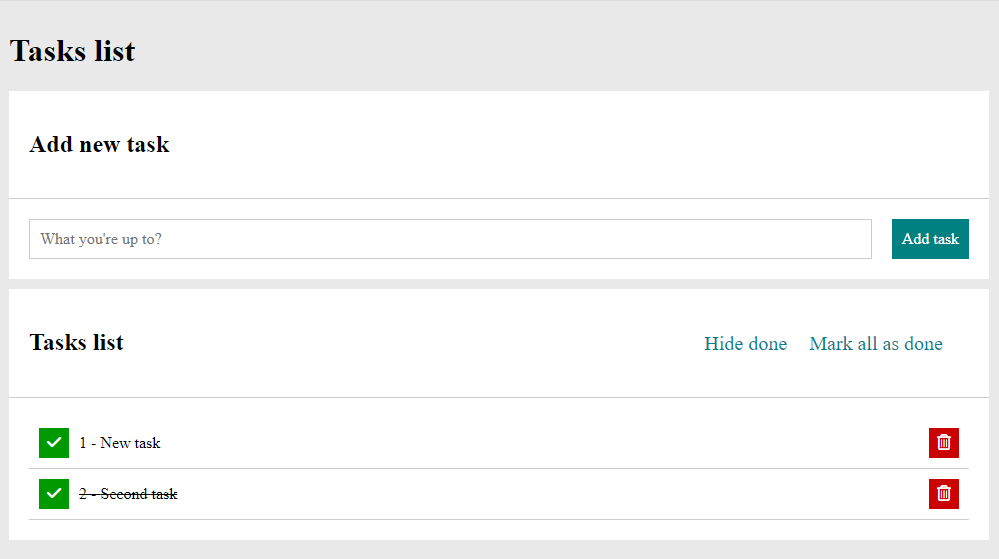 Tasks list
Add new task
What you're up to?
Add task
Tasks list
Hide done
Mark all as done
1 - New task
2 - Second task